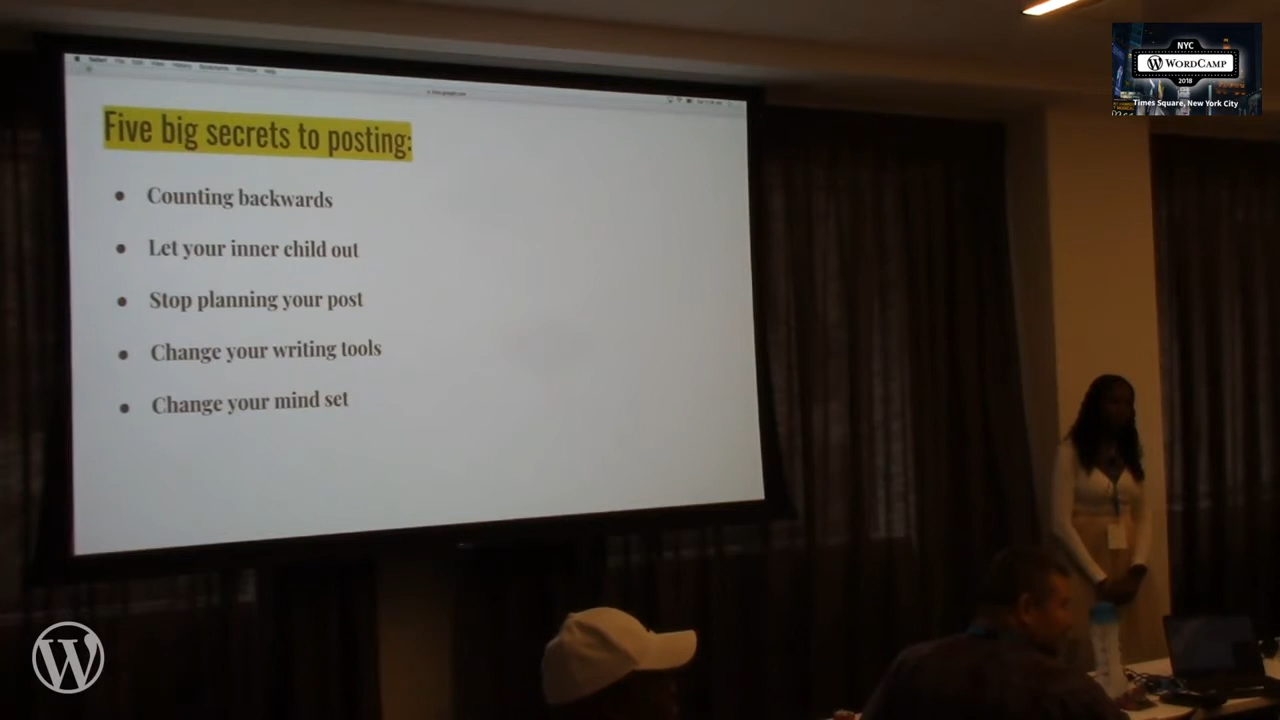 Five big secrets to posting:
Counting backwards
Let your inner child out
Stop planning your post
Change your writing tools
Change your mind set
NYC
WORDCAMP
2018
Times Square, New York City